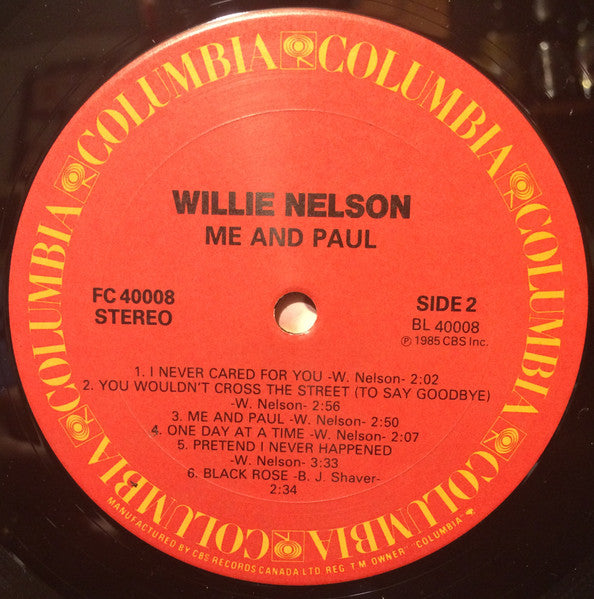 COLUMBIA COLUMBIA COLUMBIA COLUMBIA COLUMBIA COLUMBIA COLUMBIA
WILLIE NELSON
ME AND PAUL
FC 40008
STEREO
SIDE 2
BL 40008
℗ 1985 CBS Inc.
1. I NEVER CARED FOR YOU -W. Nelson- 2:02
2. YOU WOULDN'T CROSS THE STREET (TO SAY GOODBYE)
-W. Nelson- 2:56
3. ME AND PAUL -W. Nelson- 2:50
4. ONE DAY AT A TIME -W. Nelson- 2:07
5. PRETEND I NEVER HAPPENED
-W. Nelson- 3:33
6. BLACK ROSE -B. J. Shaver-
2:34
MANUFACTURED BY CBS RECORDS CANADA LTD REG. T·M· OWNER "COLUMBIA"